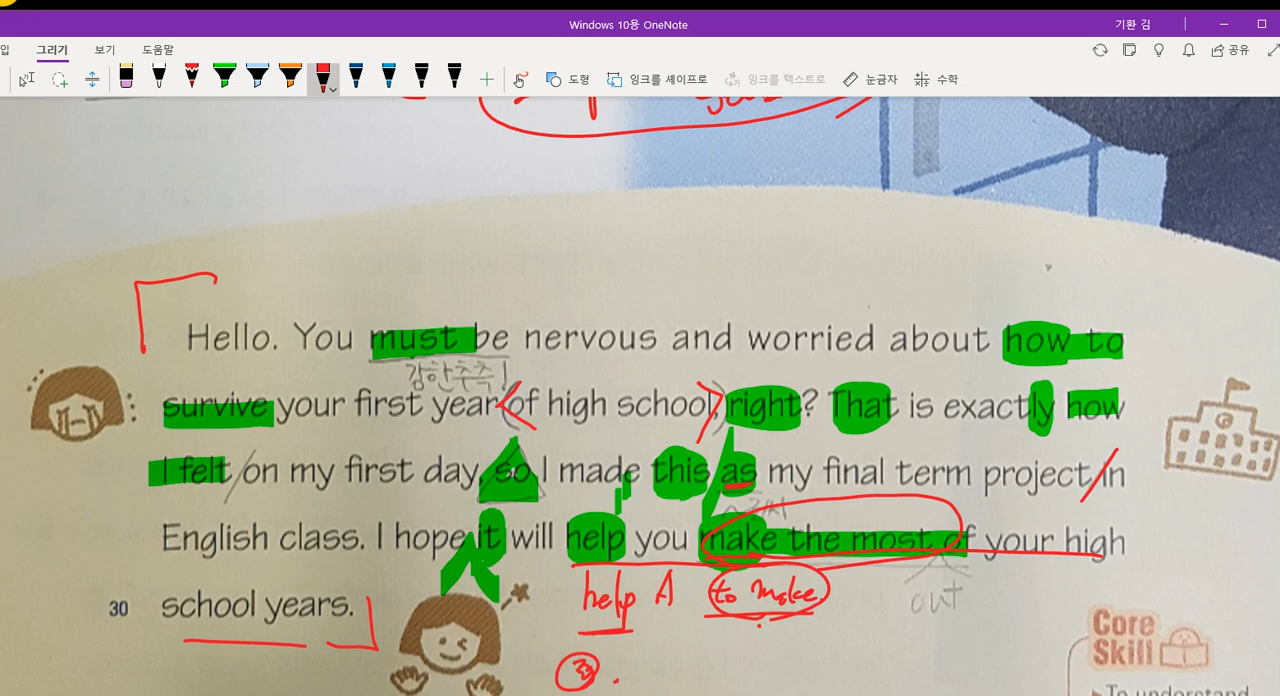 Windows 10용 OneNote
기환 김
입 그리기 보기 도움말
공유
도형 잉크를 셰이프로 잉크를 텍스트로 눈금자 수학
Hello. You must be nervous and worried about how to
감한추측!
survive your first year of high school, right? That is exactly how
I felt on my first day, so I made this as my final term project in
English class. I hope it will help you make the most of your high
help A to make out
30 school years.
③.
Core
Skill
To understand